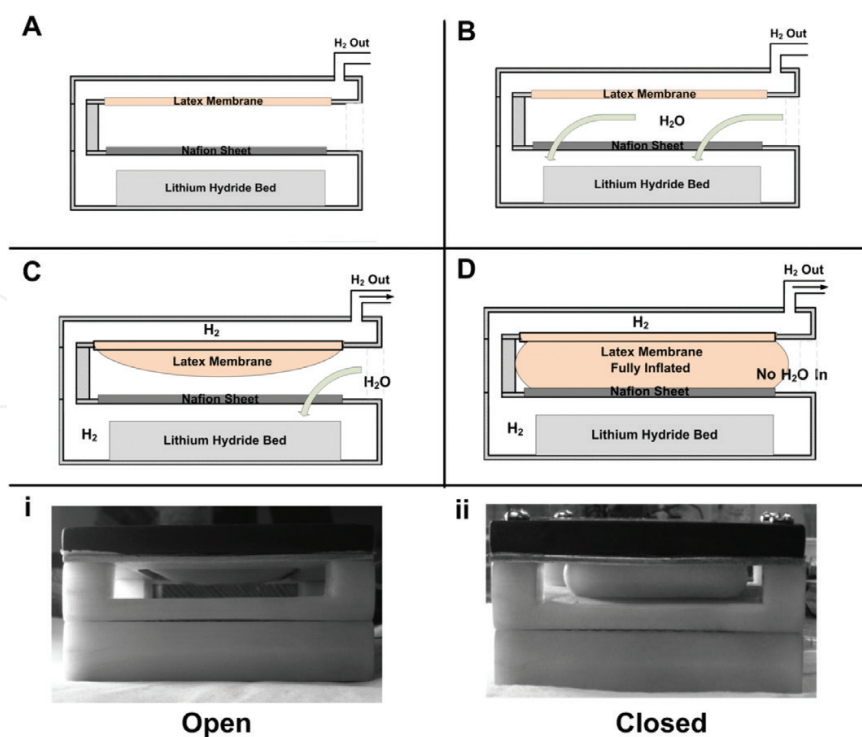 A
H₂ Out
Latex Membrane
Nafion Sheet
Lithium Hydride Bed
B
H₂ Out
Latex Membrane
H₂O
Nafion Sheet
Lithium Hydride Bed
C
H₂ Out
H₂
Latex Membrane
H₂O
Nafion Sheet
H₂
Lithium Hydride Bed
D
H₂ Out
H₂
Latex Membrane
Fully Inflated
No H₂O In
Nafion Sheet
H₂
Lithium Hydride Bed
i
ii
Open
Closed